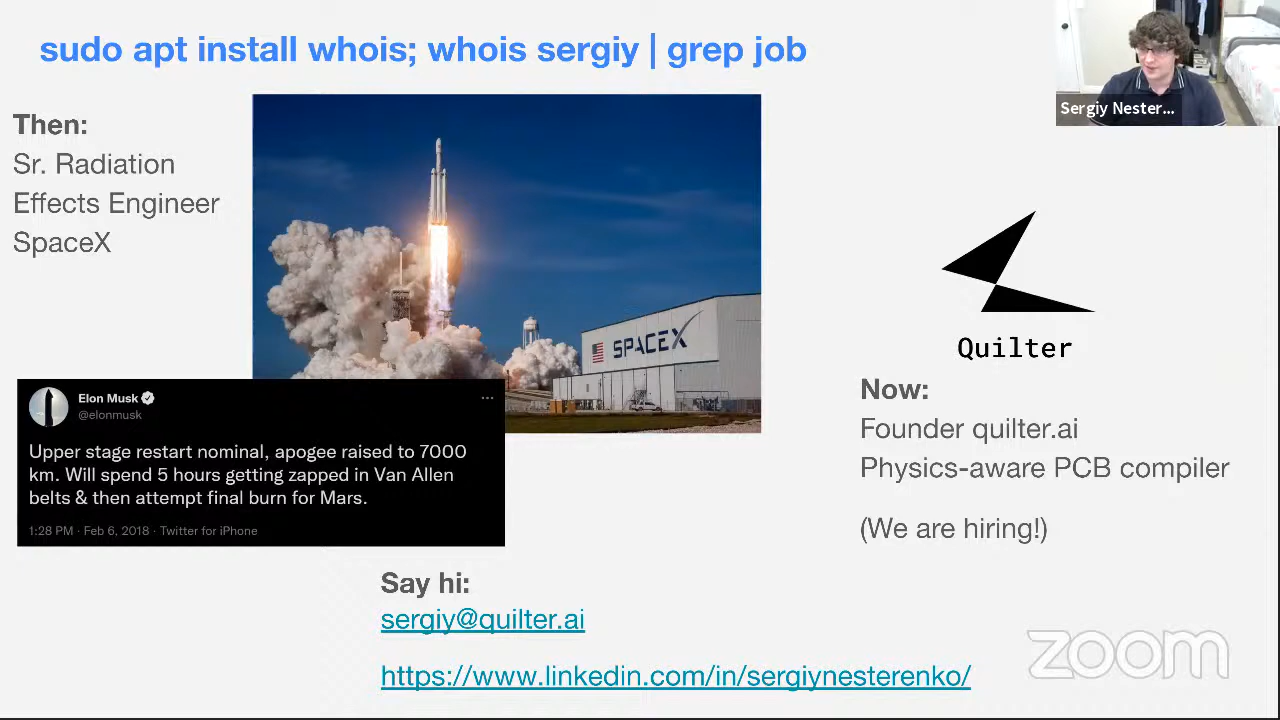 sudo apt install whois; whois sergiy | grep job
Sergiy Nester...
Then:
Sr. Radiation
Effects Engineer
SpaceX
SPACEX
Elon Musk
@elonmusk
Upper stage restart nominal, apogee raised to 7000
km. Will spend 5 hours getting zapped in Van Allen
belts & then attempt final burn for Mars.
1:28 PM · Feb 6, 2018 · Twitter for iPhone
Quilter
Now:
Founder quilter.ai
Physics-aware PCB compiler
(We are hiring!)
Say hi:
sergiy@quilter.ai
https://www.linkedin.com/in/sergiynesterenko/
zoom